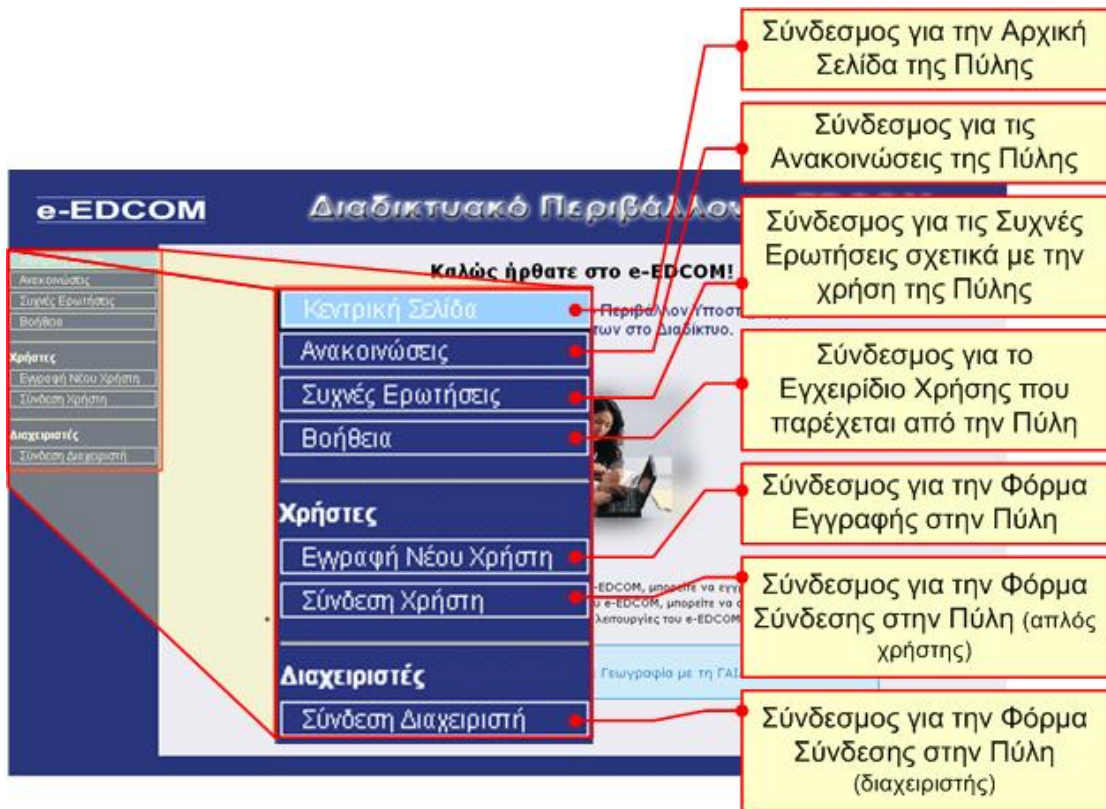 Σύνδεσμος για την Αρχική
Σελίδα της Πύλης
Σύνδεσμος για τις
Ανακοινώσεις της Πύλης
e-EDCOM
Διαδικτυακό Περιβάλλον
Σύνδεσμος για τις Συχνές
Ερωτήσεις σχετικά με την
χρήση της Πύλης
Καλώς ήρθατε στο e-EDCOM!
Ανακοινώσεις
Συχνές Ερωτήσεις
Βοήθεια
Χρήστες
Εγγραφή Νέου Χρήστη
Σύνδεση Χρήστη
Διαχειριστές
Σύνδεση Διαχειριστή
Κεντρική Σελίδα
Ανακοινώσεις
Συχνές Ερωτήσεις
Βοήθεια
Χρήστες
Εγγραφή Νέου Χρήστη
Σύνδεση Χρήστη
Διαχειριστές
Σύνδεση Διαχειριστή
Περιβάλλον
στο Διαδίκτυο.
Σύνδεσμος για το
Εγχειρίδιο Χρήσης που
παρέχεται από την Πύλη
Σύνδεσμος για την Φόρμα
Εγγραφής στην Πύλη
-EDCOM, μπορείτε να
e-EDCOM, μπορείτε να
λειτουργίες του e-EDCOM
Σύνδεσμος για την Φόρμα
Σύνδεσης στην Πύλη (απλός
χρήστης)
Γεωγραφία με τη
Σύνδεσμος για την Φόρμα
Σύνδεσης στην Πύλη
(διαχειριστής)